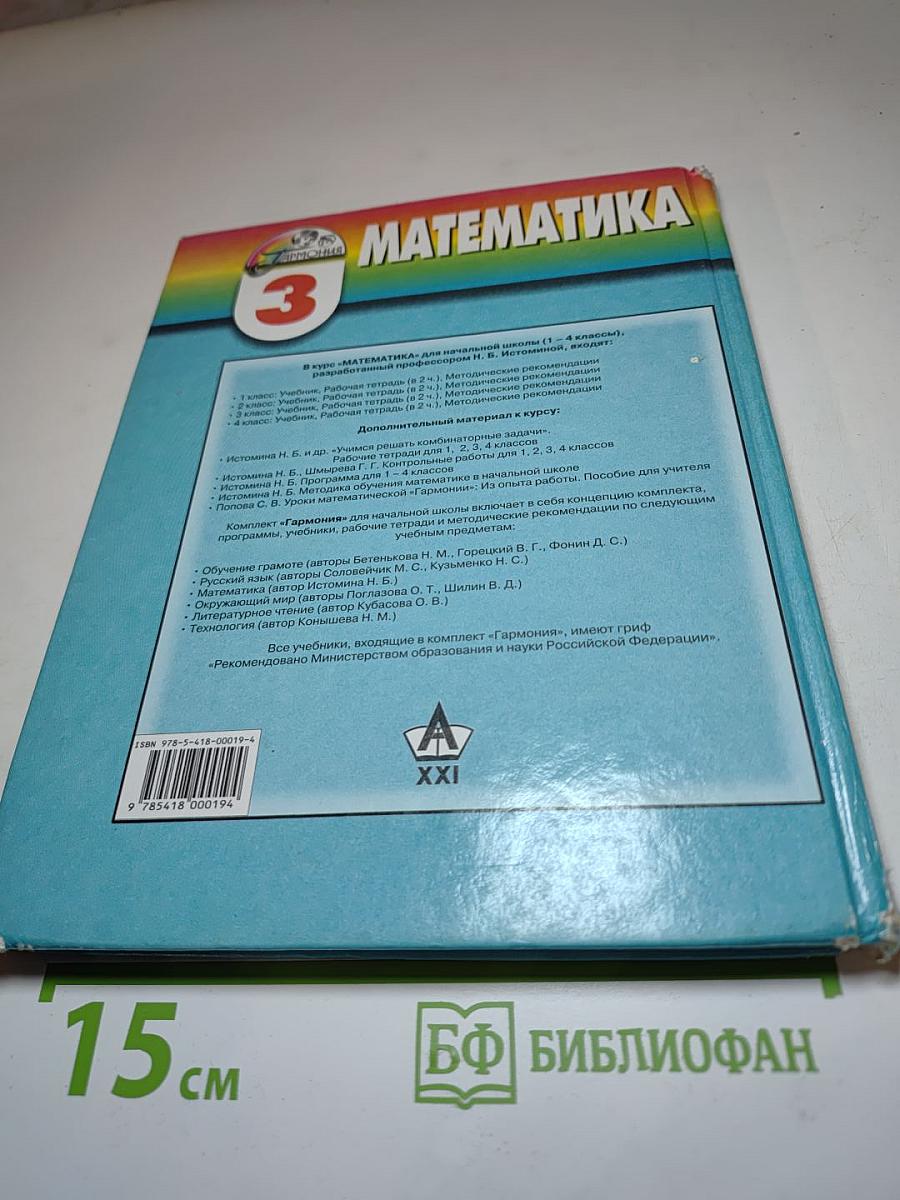 ГАРМОНИЯ
МАТЕМАТИКА
3
В курс «МАТЕМАТИКА» для начальной школы (1 – 4 классы),
разработанный профессором Н. Б. Истоминой, входят:
• 1 класс: Учебник, Рабочая тетрадь (в 2 ч.), Методические рекомендации
• 2 класс: Учебник, Рабочая тетрадь (в 2 ч.), Методические рекомендации
• 3 класс: Учебник, Рабочая тетрадь (в 2 ч.), Методические рекомендации
• 4 класс: Учебник, Рабочая тетрадь (в 2 ч.), Методические рекомендации
Дополнительный материал к курсу:
• Истомина Н. Б. и др. «Учимся решать комбинаторные задачи».
Рабочие тетради для 1, 2, 3, 4 классов
• Истомина Н. Б., Шмырева Г. Г. Контрольные работы для 1, 2, 3, 4 классов
• Истомина Н. Б. Программа для 1 – 4 классов
• Истомина Н. Б. Методика обучения математике в начальной школе
• Попова С. В. Уроки математической «Гармонии»: Из опыта работы. Пособие для учителя
Комплект «Гармония» для начальной школы включает в себя концепцию комплекта,
программы, учебники, рабочие тетради и методические рекомендации по следующим
учебным предметам:
• Обучение грамоте (авторы Бетенькова Н. М., Горецкий В. Г., Фонин Д. С.)
• Русский язык (авторы Соловейчик М. С., Кузьменко Н. С.)
• Математика (автор Истомина Н. Б.)
• Окружающий мир (авторы Поглазова О. Т., Шилин В. Д.)
• Литературное чтение (автор Кубасова О. В.)
• Технология (автор Конышева Н. М.)
Все учебники, входящие в комплект «Гармония», имеют гриф
«Рекомендовано Министерством образования и науки Российской Федерации».
А
XXI
ISBN 978-5-418-00019-4
9 785418 000194
15 см
БФ БИБЛИОФАН